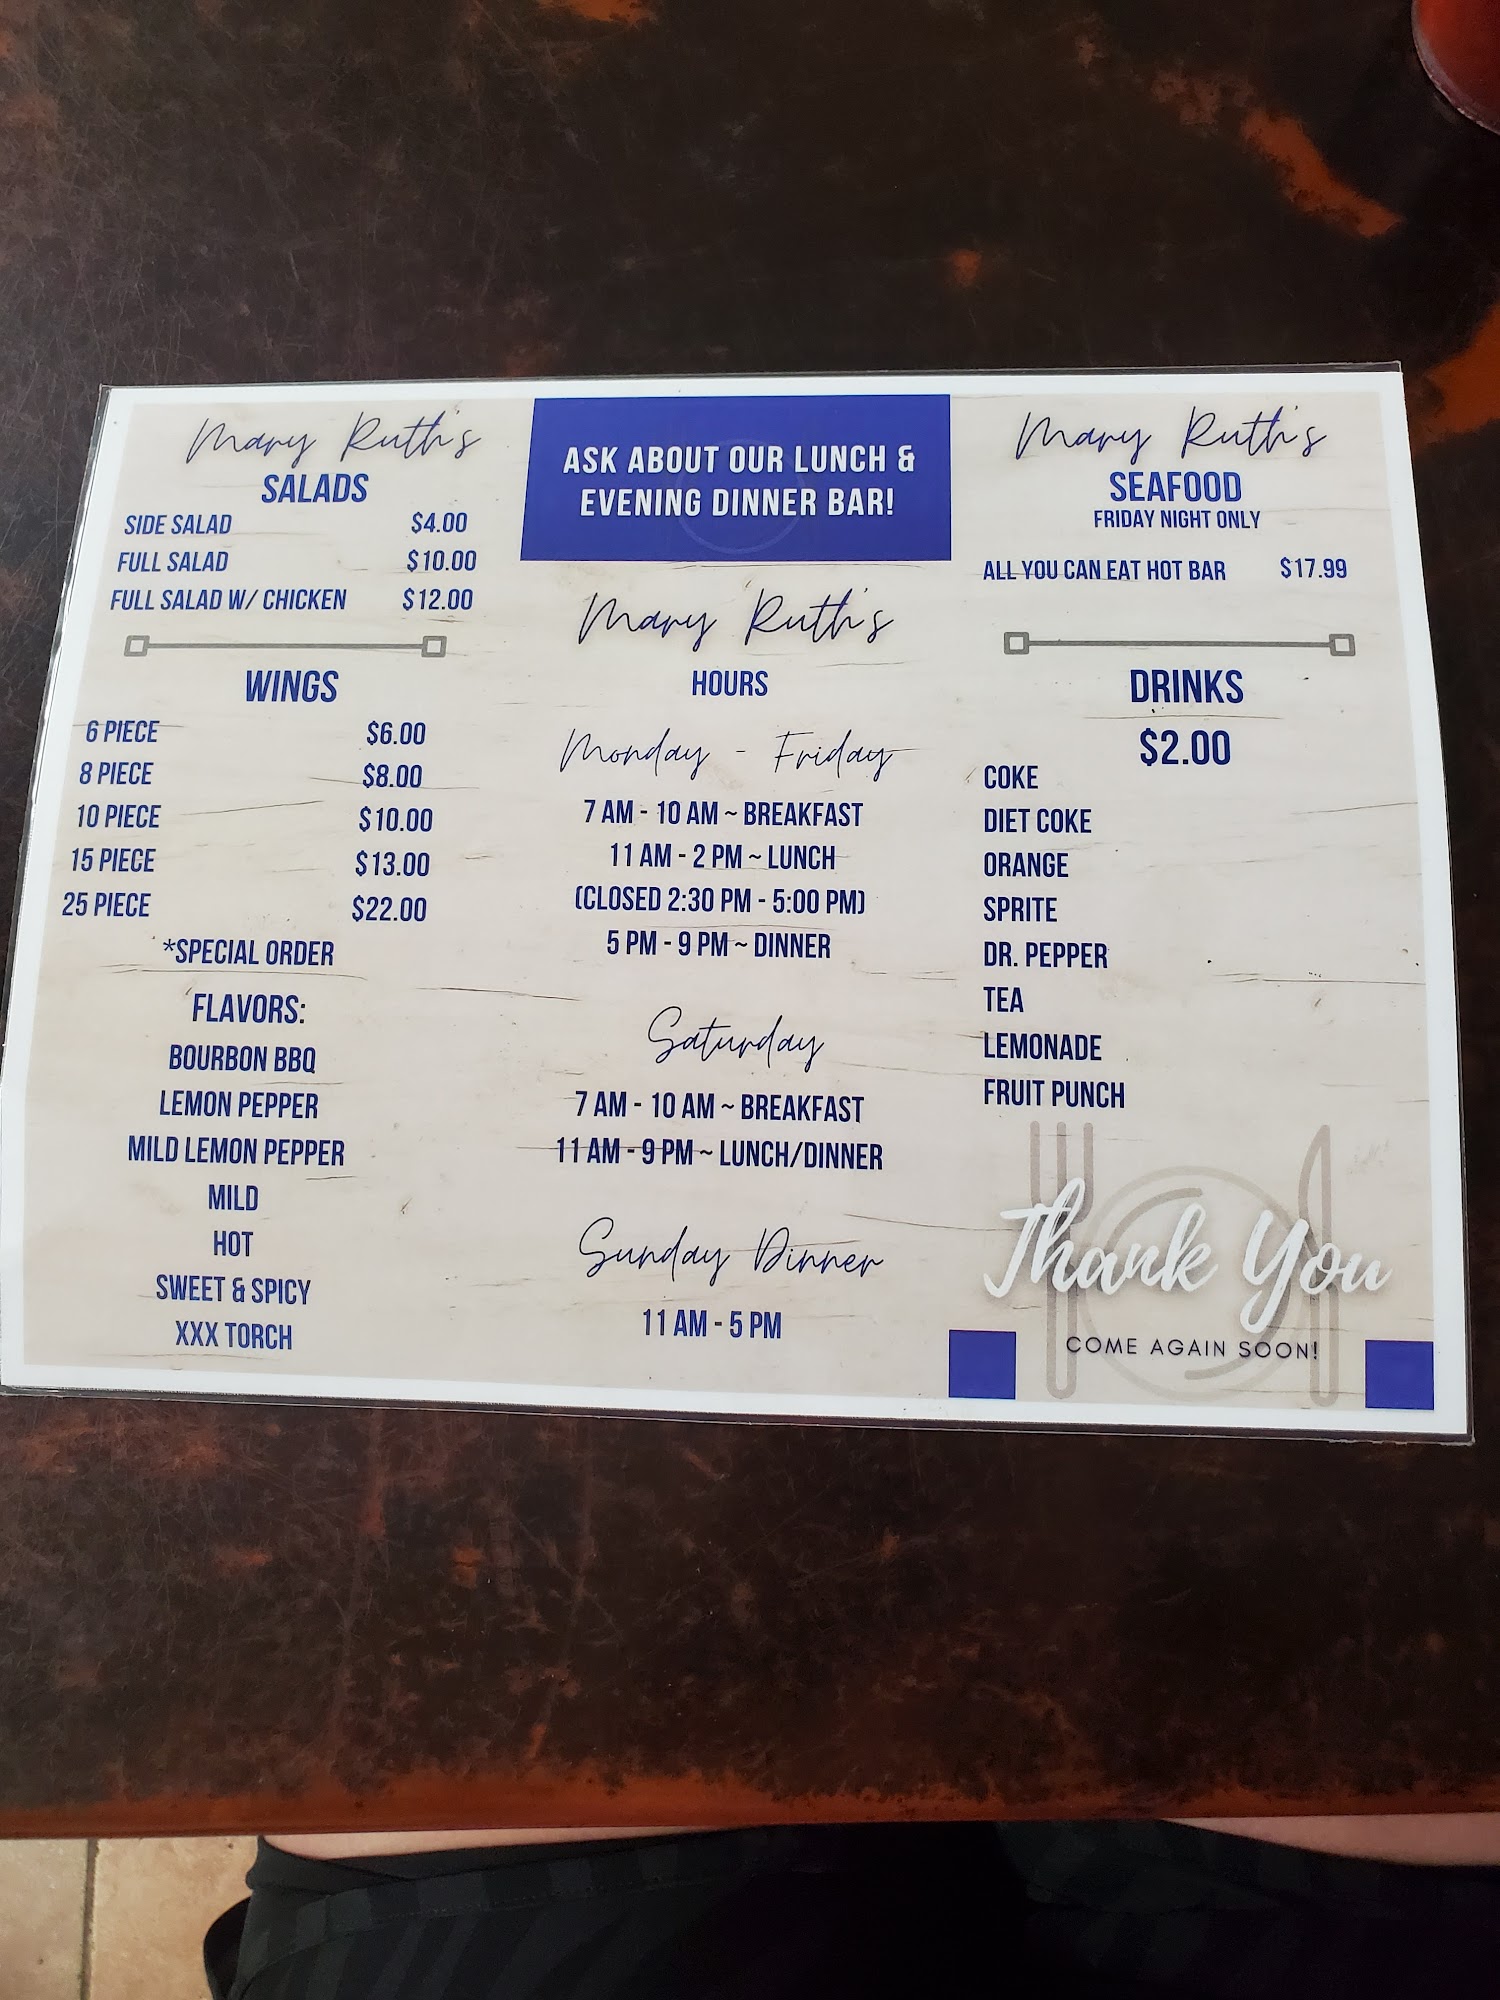 Mary Ruth's
SALADS
SIDE SALAD $4.00
FULL SALAD $10.00
FULL SALAD W/ CHICKEN $12.00
WINGS
6 PIECE $6.00
8 PIECE $8.00
10 PIECE $10.00
15 PIECE $13.00
25 PIECE $22.00
*SPECIAL ORDER
FLAVORS:
BOURBON BBQ
LEMON PEPPER
MILD LEMON PEPPER
MILD
HOT
SWEET & SPICY
XXX TORCH
ASK ABOUT OUR LUNCH &
EVENING DINNER BAR!
Mary Ruth's
HOURS
Monday - Friday
7 AM - 10 AM ~ BREAKFAST
11 AM - 2 PM ~ LUNCH
(CLOSED 2:30 PM - 5:00 PM)
5 PM - 9 PM ~ DINNER
Saturday
7 AM - 10 AM ~ BREAKFAST
11 AM - 9 PM ~ LUNCH/DINNER
Sunday Dinner
11 AM - 5 PM
Mary Ruth's
SEAFOOD
FRIDAY NIGHT ONLY
ALL YOU CAN EAT HOT BAR $17.99
DRINKS
$2.00
COKE
DIET COKE
ORANGE
SPRITE
DR. PEPPER
TEA
LEMONADE
FRUIT PUNCH
Thank You
COME AGAIN SOON!